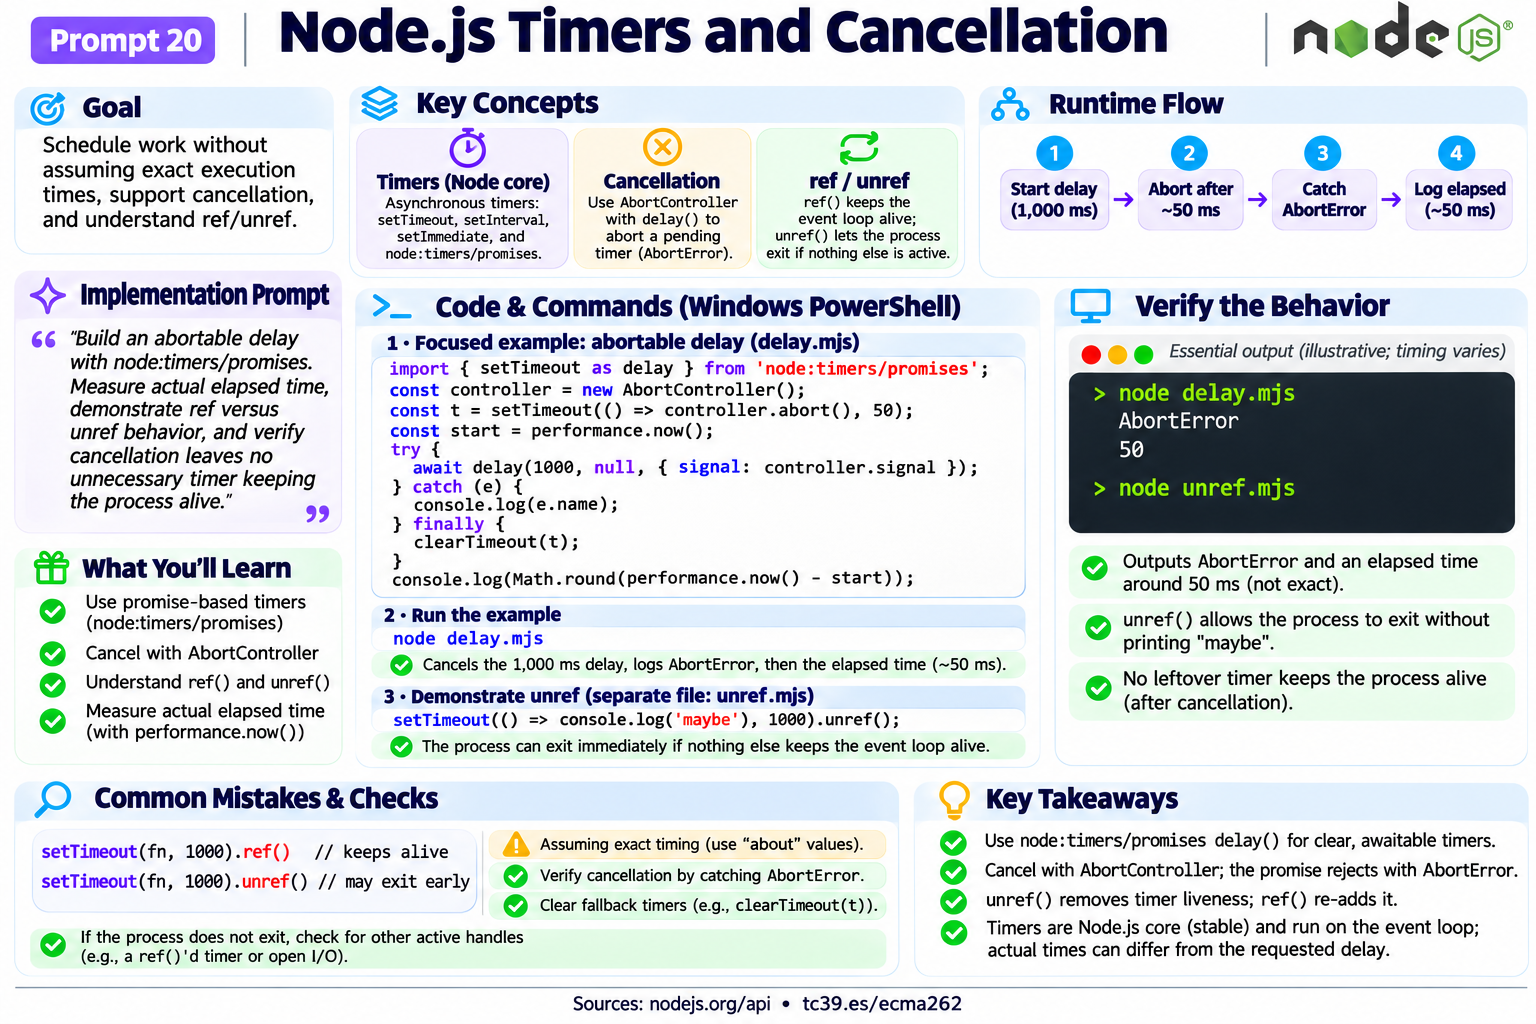 Prompt 20
Node.js Timers and Cancellation
node JS ®
Goal
Schedule work without
assuming exact execution
times, support cancellation,
and understand ref/unref.
Key Concepts
Timers (Node core)
Asynchronous timers:
setTimeout, setInterval,
setImmediate, and
node:timers/promises.
Cancellation
Use AbortController
with delay() to
abort a pending
timer (AbortError).
ref / unref
ref() keeps the
event loop alive;
unref() lets the process
exit if nothing else is active.
Runtime Flow
1
Start delay
(1,000 ms)
2
Abort after
~50 ms
3
Catch
AbortError
4
Log elapsed
(~50 ms)
Implementation Prompt
“ "Build an abortable delay
with node:timers/promises.
Measure actual elapsed time,
demonstrate ref versus
unref behavior, and verify
cancellation leaves no
unnecessary timer keeping
the process alive." ”
What You’ll Learn
Use promise-based timers
(node:timers/promises)
Cancel with AbortController
Understand ref() and unref()
Measure actual elapsed time
(with performance.now())
>_ Code & Commands (Windows PowerShell)
1 • Focused example: abortable delay (delay.mjs)
import { setTimeout as delay } from 'node:timers/promises';
const controller = new AbortController();
const t = setTimeout(() => controller.abort(), 50);
const start = performance.now();
try {
await delay(1000, null, { signal: controller.signal });
} catch (e) {
console.log(e.name);
} finally {
clearTimeout(t);
}
console.log(Math.round(performance.now() - start));
2 • Run the example
node delay.mjs
Cancels the 1,000 ms delay, logs AbortError, then the elapsed time (~50 ms).
3 • Demonstrate unref (separate file: unref.mjs)
setTimeout(() => console.log('maybe'), 1000).unref();
The process can exit immediately if nothing else keeps the event loop alive.
Verify the Behavior
Essential output (illustrative; timing varies)
> node delay.mjs
AbortError
50
> node unref.mjs
Outputs AbortError and an elapsed time
around 50 ms (not exact).
unref() allows the process to exit without
printing "maybe".
No leftover timer keeps the process alive
(after cancellation).
Common Mistakes & Checks
setTimeout(fn, 1000).ref() // keeps alive
setTimeout(fn, 1000).unref() // may exit early
Assuming exact timing (use “about” values).
Verify cancellation by catching AbortError.
Clear fallback timers (e.g., clearTimeout(t)).
If the process does not exit, check for other active handles
(e.g., a ref()'d timer or open I/O).
Key Takeaways
Use node:timers/promises delay() for clear, awaitable timers.
Cancel with AbortController; the promise rejects with AbortError.
unref() removes timer liveness; ref() re-adds it.
Timers are Node.js core (stable) and run on the event loop;
actual times can differ from the requested delay.
Sources: nodejs.org/api • tc39.es/ecma262